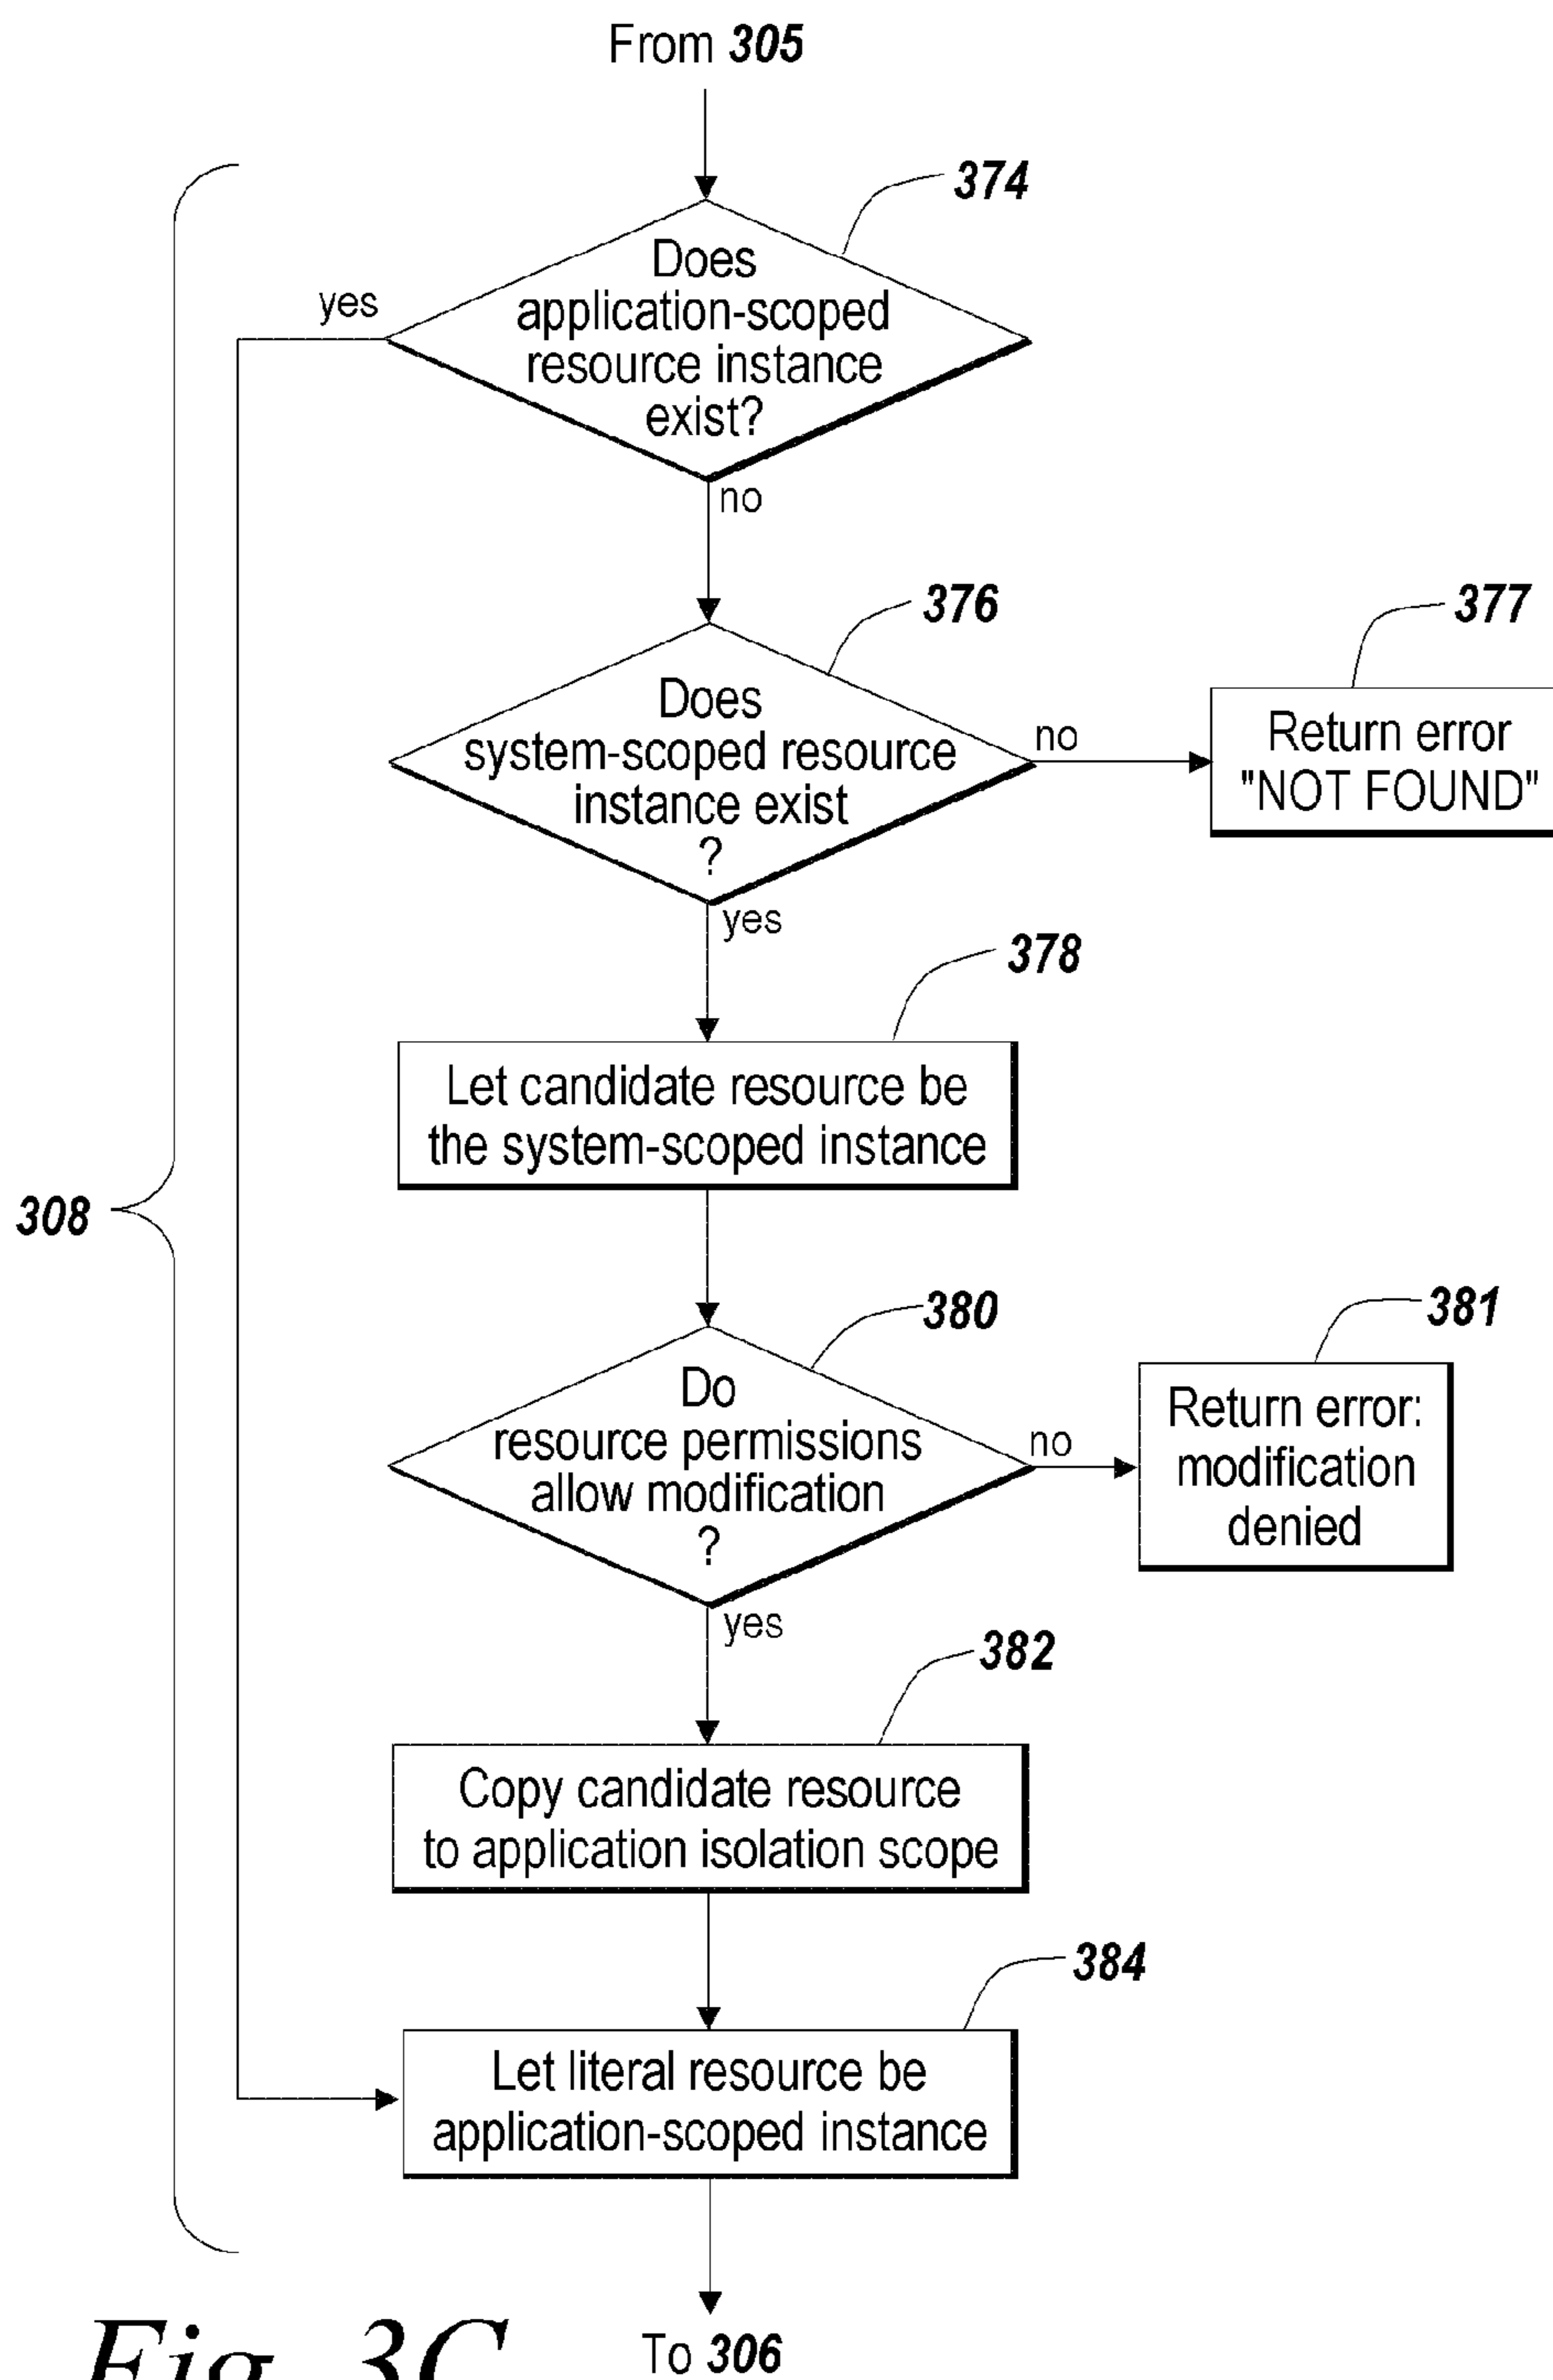 From 305
374
Does
application-scoped
resource instance
exist?
yes
no
376
377
Does
system-scoped resource
instance exist
?
no
Return error
"NOT FOUND"
yes
378
Let candidate resource be
the system-scoped instance
308
380
381
Do
resource permissions
allow modification
?
no
Return error:
modification
denied
yes
382
Copy candidate resource
to application isolation scope
384
Let literal resource be
application-scoped instance
Fig. 3C
To 306